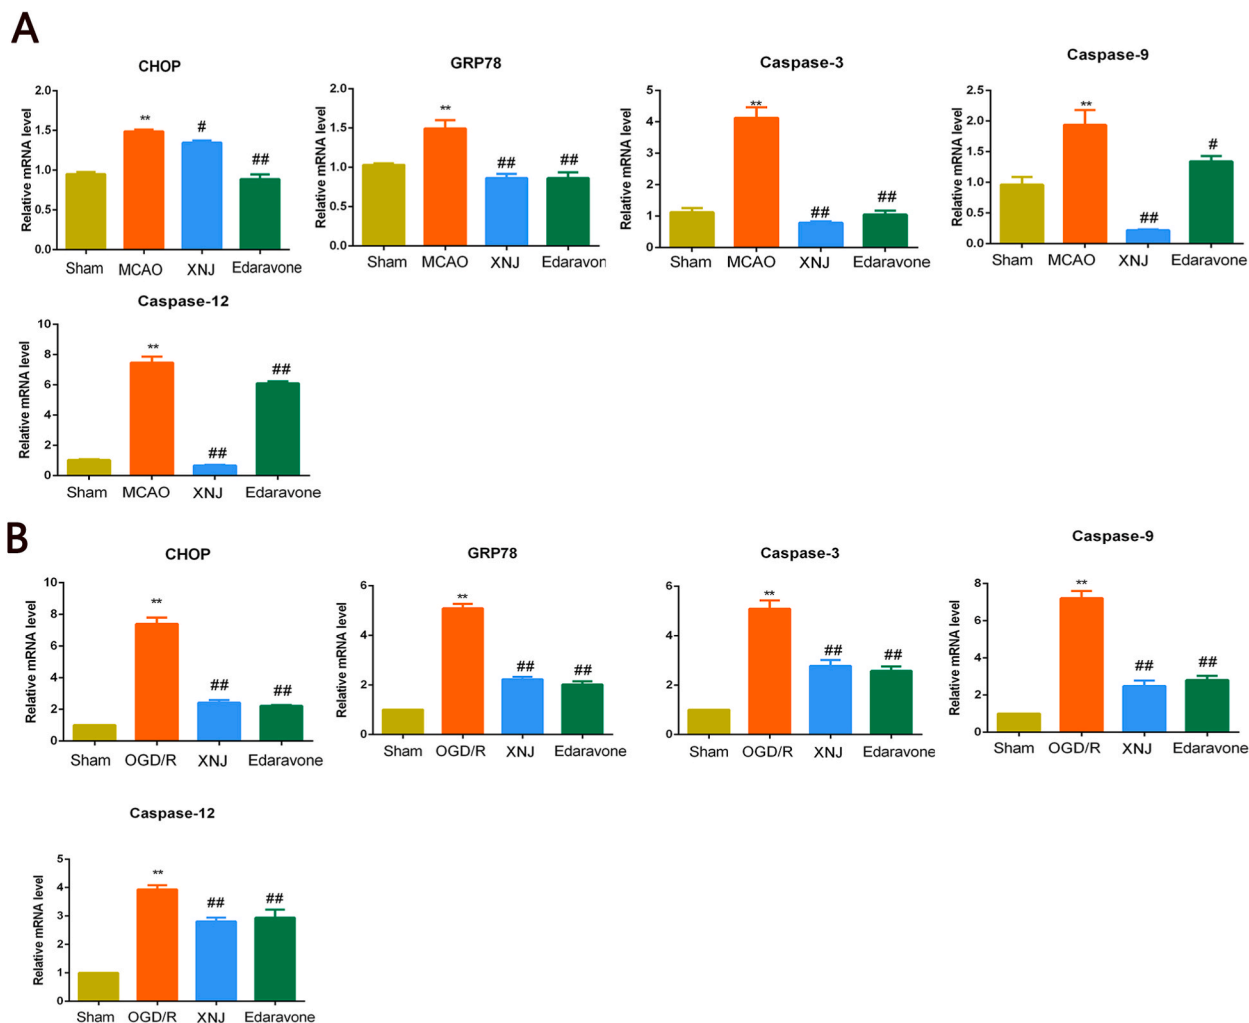 A
CHOP
Relative mRNA level
2.0
1.5
1.0
0.5
0.0
**
#
##
Sham MCAO XNJ Edaravone
GRP78
Relative mRNA level
2.0
1.5
1.0
0.5
0.0
**
##
##
Sham MCAO XNJ Edaravon
Caspase-3
Relative mRNA level
5
4
3
2
1
0
**
##
##
Sham MCAO XNJ Edaravone
Caspase-9
Relative mRNA level
2.5
2.0
1.5
1.0
0.5
0.0
**
##
#
Sham MCAO XNJ Edaravone
Caspase-12
Relative mRNA level
10
8
6
4
2
0
**
##
##
Sham MCAO XNJ Edaravone
B
CHOP
Relative mRNA level
10
8
6
4
2
0
**
##
##
Sham OGD/R XNJ Edaravone
GRP78
Relative mRNA level
6
4
2
0
**
##
##
Sham OGD/R XNJ Edaravone
Caspase-3
Relative mRNA level
6
4
2
0
**
##
##
Sham OGD/R XNJ Edaravone
Caspase-9
Relative mRNA level
8
6
4
2
0
**
##
##
Sham OGD/R XNJ Edaravone
Caspase-12
Relative mRNA level
5
4
3
2
1
0
**
##
##
Sham OGD/R XNJ Edaravone